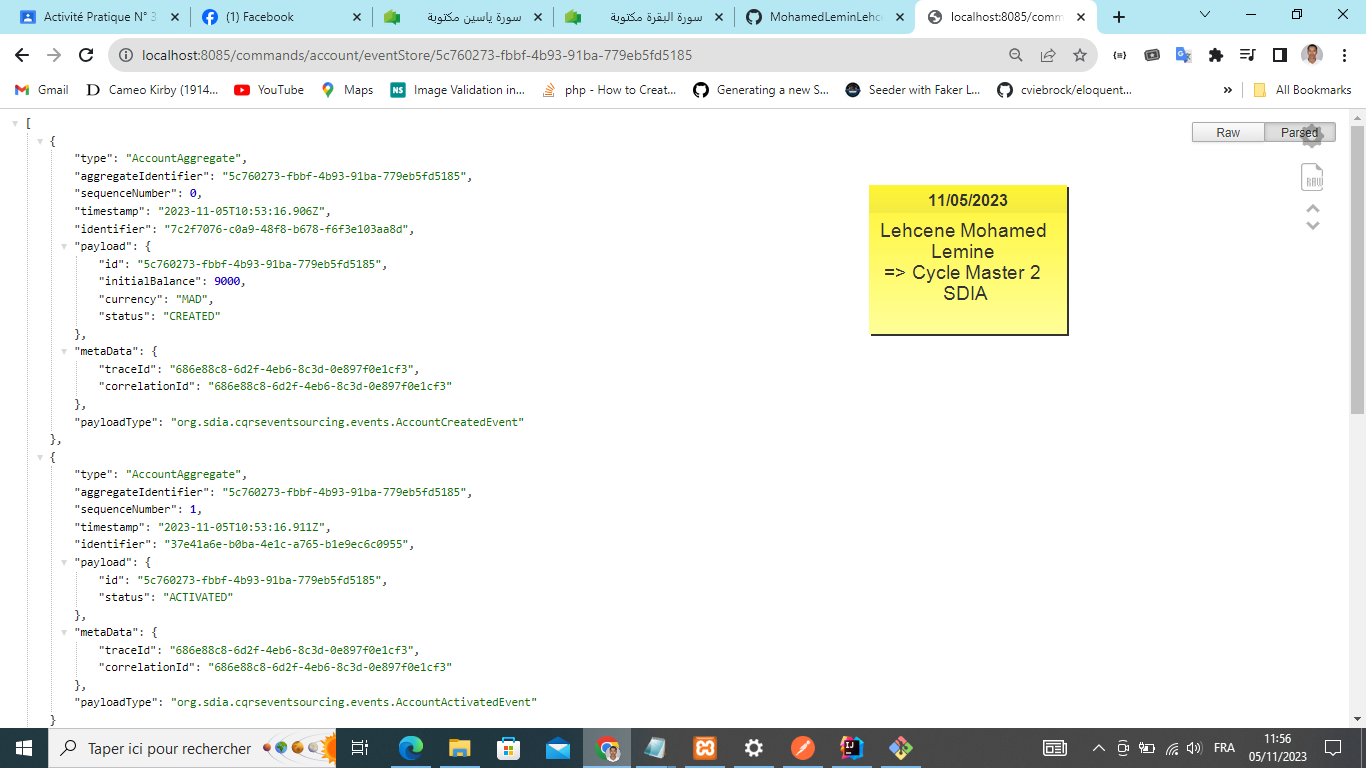 Activité Pratique N° 3
(1) Facebook
سورة ياسين مكتوبة
سورة البقرة مكتوبة
MohamedLeminLehc
localhost:8085/comm
localhost:8085/commands/account/eventStore/5c760273-fbbf-4b93-91ba-779eb5fd5185
Gmail
Cameo Kirby (1914...
YouTube
Maps
NS
Image Validation in...
php - How to Creat...
Generating a new S...
Seeder with Faker L...
cviebrock/eloquent...
»
All Bookmarks
Raw
Parsed
RAW
[
{
"type": "AccountAggregate",
"aggregateIdentifier": "5c760273-fbbf-4b93-91ba-779eb5fd5185",
"sequenceNumber": 0,
"timestamp": "2023-11-05T10:53:16.906Z",
"identifier": "7c2f7076-c0a9-48f8-b678-f6f3e103aa8d",
"payload": {
"id": "5c760273-fbbf-4b93-91ba-779eb5fd5185",
"initialBalance": 9000,
"currency": "MAD",
"status": "CREATED"
},
"metaData": {
"traceId": "686e88c8-6d2f-4eb6-8c3d-0e897f0e1cf3",
"correlationId": "686e88c8-6d2f-4eb6-8c3d-0e897f0e1cf3"
},
"payloadType": "org.sdia.cqrseventsourcing.events.AccountCreatedEvent"
},
{
"type": "AccountAggregate",
"aggregateIdentifier": "5c760273-fbbf-4b93-91ba-779eb5fd5185",
"sequenceNumber": 1,
"timestamp": "2023-11-05T10:53:16.911Z",
"identifier": "37e41a6e-b0ba-4e1c-a765-b1e9ec6c0955",
"payload": {
"id": "5c760273-fbbf-4b93-91ba-779eb5fd5185",
"status": "ACTIVATED"
},
"metaData": {
"traceId": "686e88c8-6d2f-4eb6-8c3d-0e897f0e1cf3",
"correlationId": "686e88c8-6d2f-4eb6-8c3d-0e897f0e1cf3"
},
"payloadType": "org.sdia.cqrseventsourcing.events.AccountActivatedEvent"
}
11/05/2023
Lehcene Mohamed
Lemine
=> Cycle Master 2
SDIA
Taper ici pour rechercher
FRA
11:56
05/11/2023